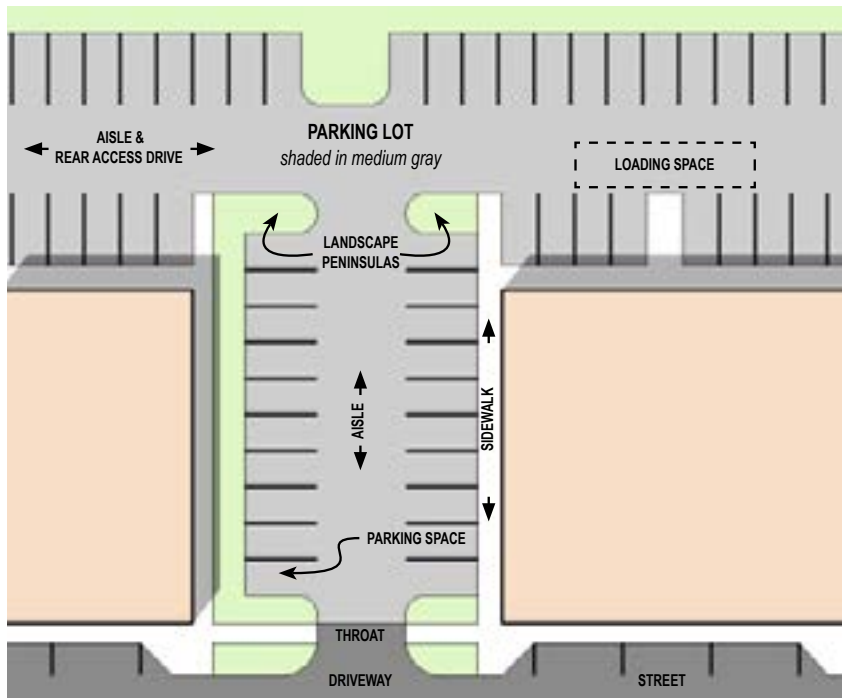 PARKING LOT
shaded in medium gray
AISLE &
REAR ACCESS DRIVE
LOADING SPACE
LANDSCAPE
PENINSULAS
AISLE
SIDEWALK
PARKING SPACE
THROAT
DRIVEWAY
STREET